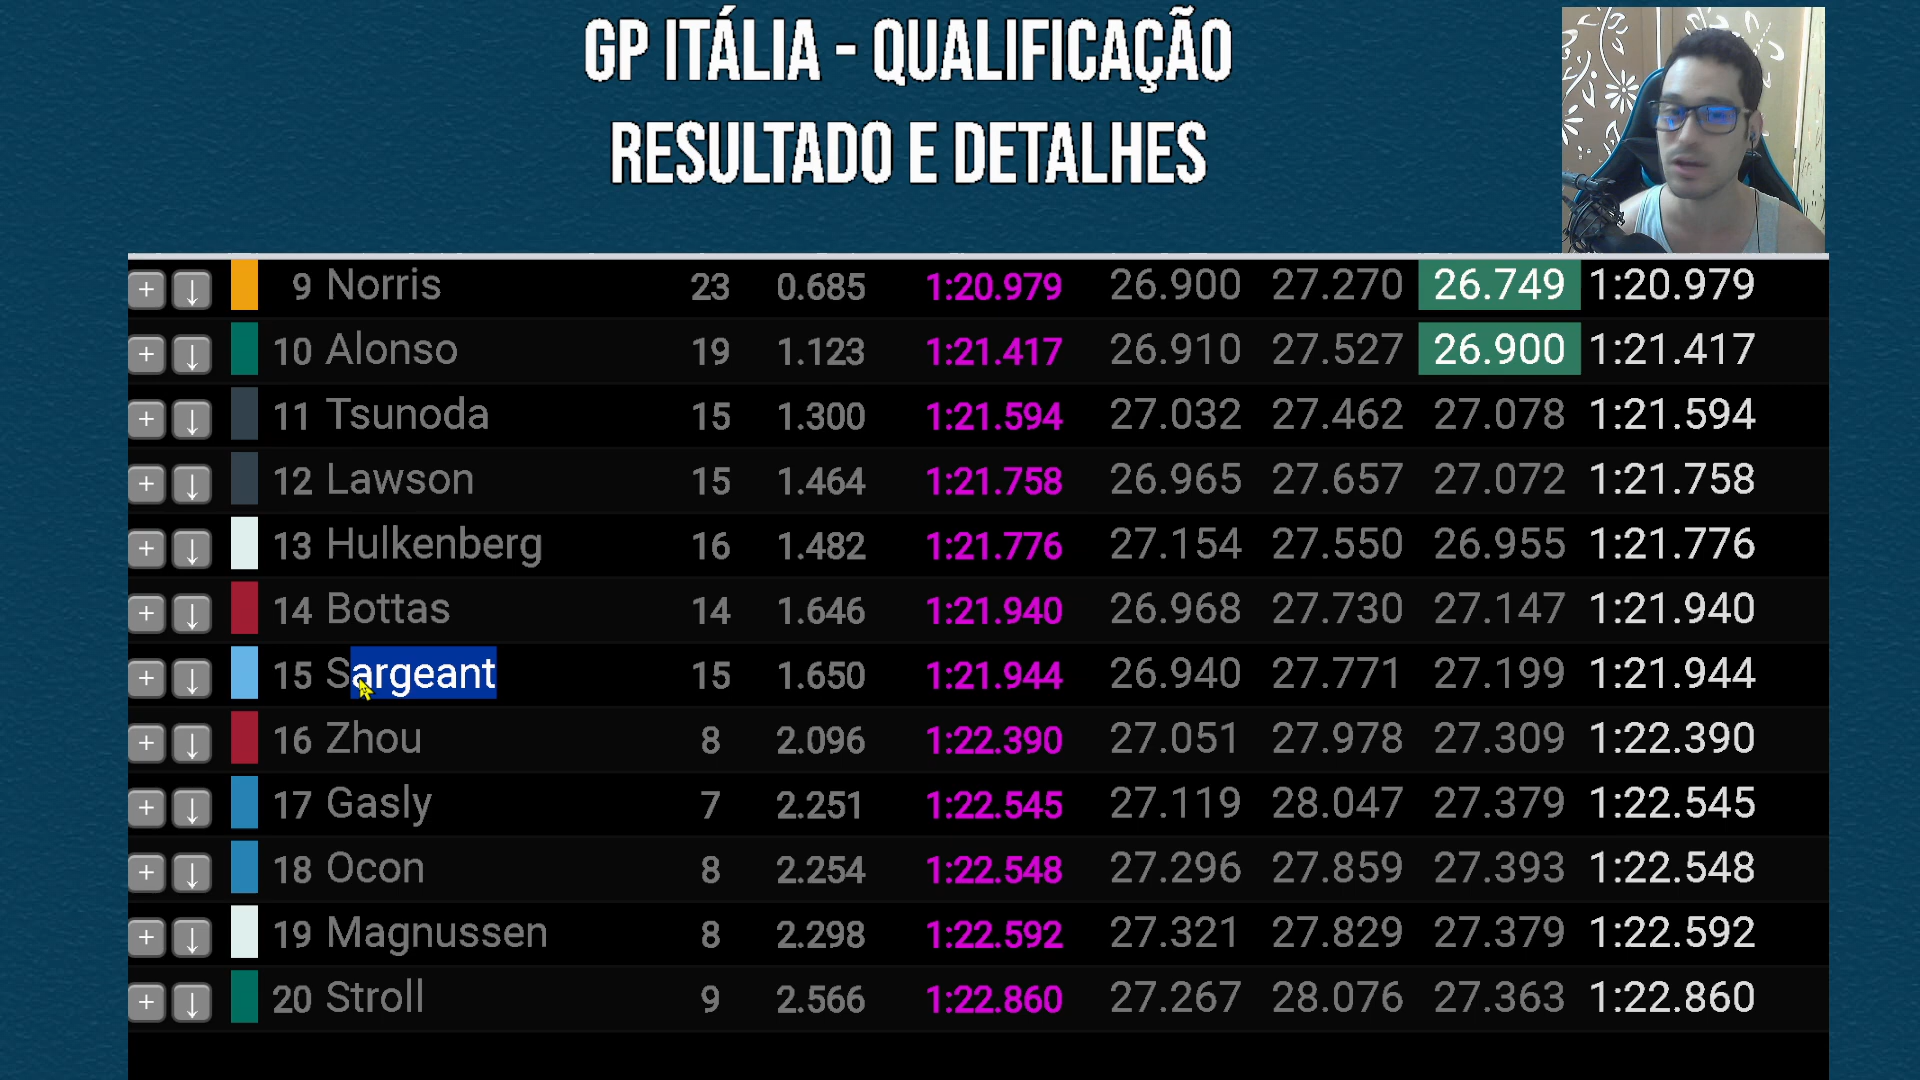 GP ITÁLIA - QUALIFICAÇÃO
RESULTADO E DETALHES
+ ↓ 9 Norris 23 0.685 1:20.979 26.900 27.270 26.749 1:20.979
+ ↓ 10 Alonso 19 1.123 1:21.417 26.910 27.527 26.900 1:21.417
+ ↓ 11 Tsunoda 15 1.300 1:21.594 27.032 27.462 27.078 1:21.594
+ ↓ 12 Lawson 15 1.464 1:21.758 26.965 27.657 27.072 1:21.758
+ ↓ 13 Hulkenberg 16 1.482 1:21.776 27.154 27.550 26.955 1:21.776
+ ↓ 14 Bottas 14 1.646 1:21.940 26.968 27.730 27.147 1:21.940
+ ↓ 15 Sargeant 15 1.650 1:21.944 26.940 27.771 27.199 1:21.944
+ ↓ 16 Zhou 8 2.096 1:22.390 27.051 27.978 27.309 1:22.390
+ ↓ 17 Gasly 7 2.251 1:22.545 27.119 28.047 27.379 1:22.545
+ ↓ 18 Ocon 8 2.254 1:22.548 27.296 27.859 27.393 1:22.548
+ ↓ 19 Magnussen 8 2.298 1:22.592 27.321 27.829 27.379 1:22.592
+ ↓ 20 Stroll 9 2.566 1:22.860 27.267 28.076 27.363 1:22.860